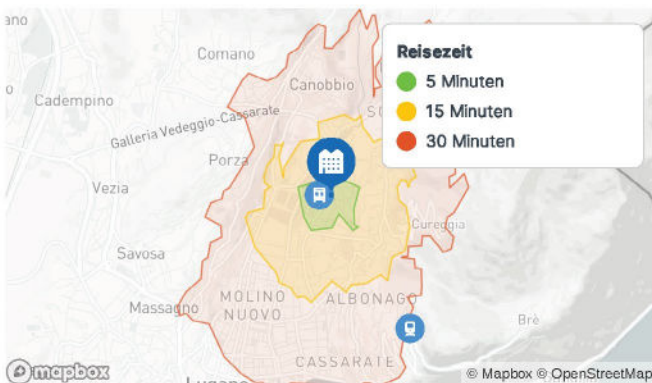 Reisezeit
5 Minuten
15 Minuten
30 Minuten
Comano
Canobbio
Cadempino
Galleria Vedeggio-Cassarate
Porza
Vezia
Cureggia
Savosa
Massagno
MOLINO NUOVO
ALBONAGO
Brè
CASSARATE
Lugano
mapbox
© Mapbox © OpenStreetMap